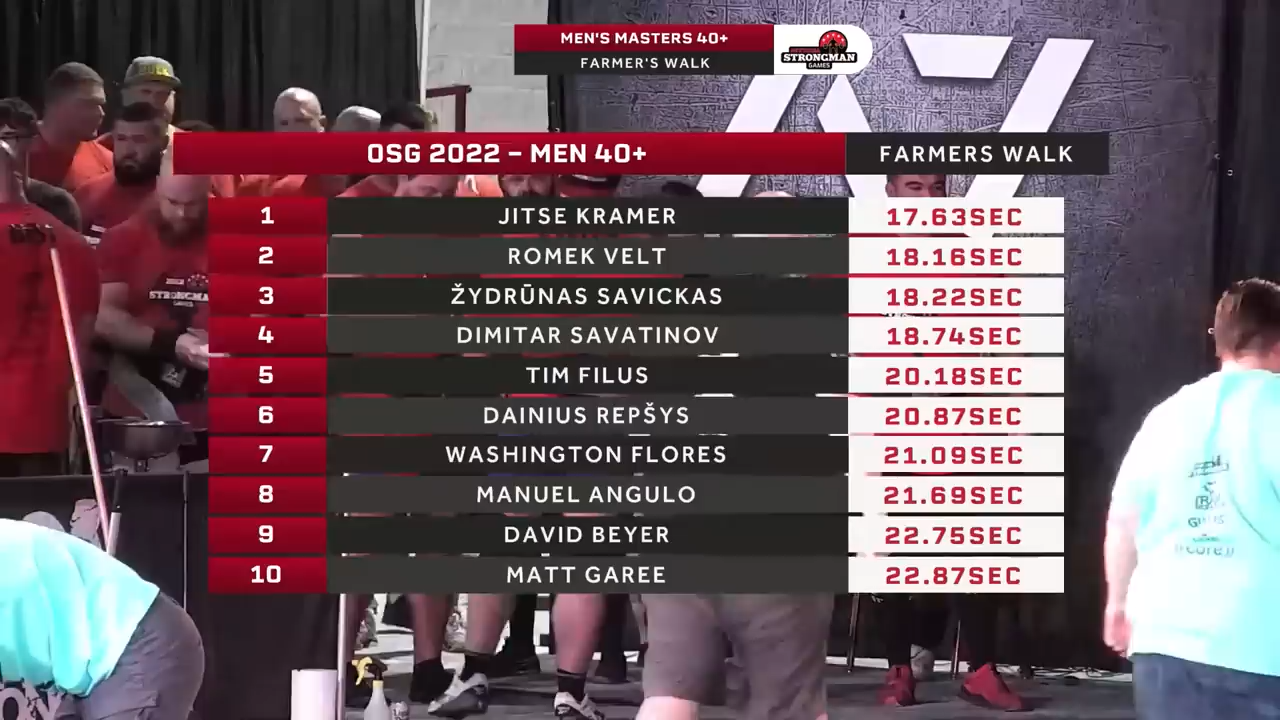 MEN'S MASTERS 40+
FARMER'S WALK
STRONGMAN
GAMES
OSG 2022 – MEN 40+
FARMERS WALK
1 JITSE KRAMER 17.63SEC
2 ROMEK VELT 18.16SEC
3 ŽYDRŪNAS SAVICKAS 18.22SEC
4 DIMITAR SAVATINOV 18.74SEC
5 TIM FILUS 20.18SEC
6 DAINIUS REPŠYS 20.87SEC
7 WASHINGTON FLORES 21.09SEC
8 MANUEL ANGULO 21.69SEC
9 DAVID BEYER 22.75SEC
10 MATT GAREE 22.87SEC
STRONGMAN